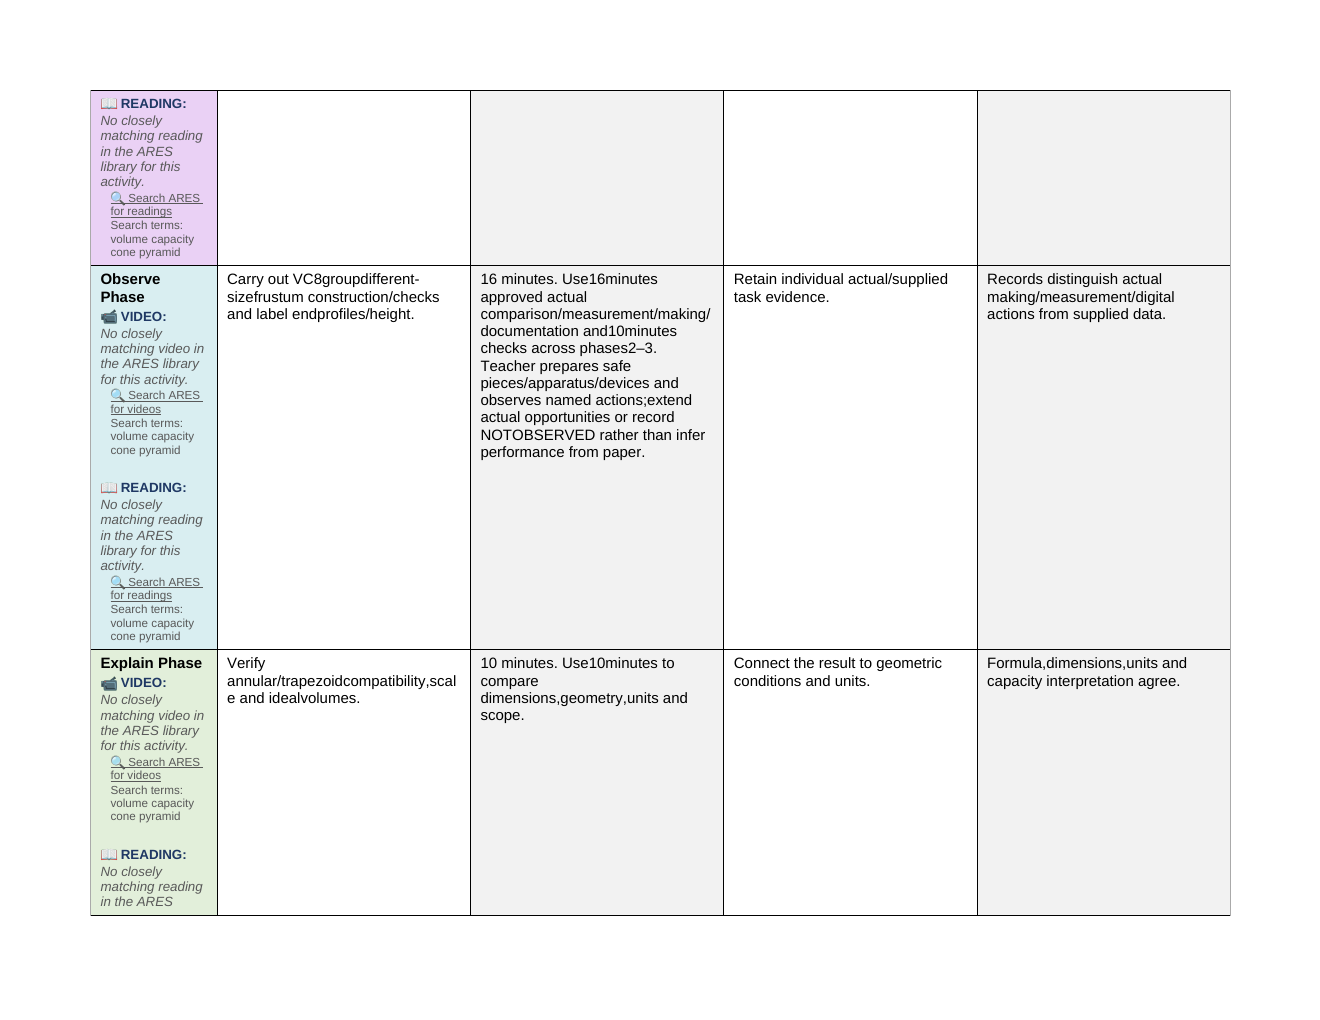 📖 READING:
No closely
matching reading
in the ARES
library for this
activity.
🔍 Search ARES
for readings
Search terms:
volume capacity
cone pyramid
Observe
Phase
📹 VIDEO:
No closely
matching video in
the ARES library
for this activity.
🔍 Search ARES
for videos
Search terms:
volume capacity
cone pyramid
📖 READING:
No closely
matching reading
in the ARES
library for this
activity.
🔍 Search ARES
for readings
Search terms:
volume capacity
cone pyramid
Carry out VC8groupdifferent-
sizefrustum construction/checks
and label endprofiles/height.
16 minutes. Use16minutes
approved actual
comparison/measurement/making/
documentation and10minutes
checks across phases2–3.
Teacher prepares safe
pieces/apparatus/devices and
observes named actions;extend
actual opportunities or record
NOTOBSERVED rather than infer
performance from paper.
Retain individual actual/supplied
task evidence.
Records distinguish actual
making/measurement/digital
actions from supplied data.
Explain Phase
📹 VIDEO:
No closely
matching video in
the ARES library
for this activity.
🔍 Search ARES
for videos
Search terms:
volume capacity
cone pyramid
📖 READING:
No closely
matching reading
in the ARES
Verify
annular/trapezoidcompatibility,scal
e and idealvolumes.
10 minutes. Use10minutes to
compare
dimensions,geometry,units and
scope.
Connect the result to geometric
conditions and units.
Formula,dimensions,units and
capacity interpretation agree.